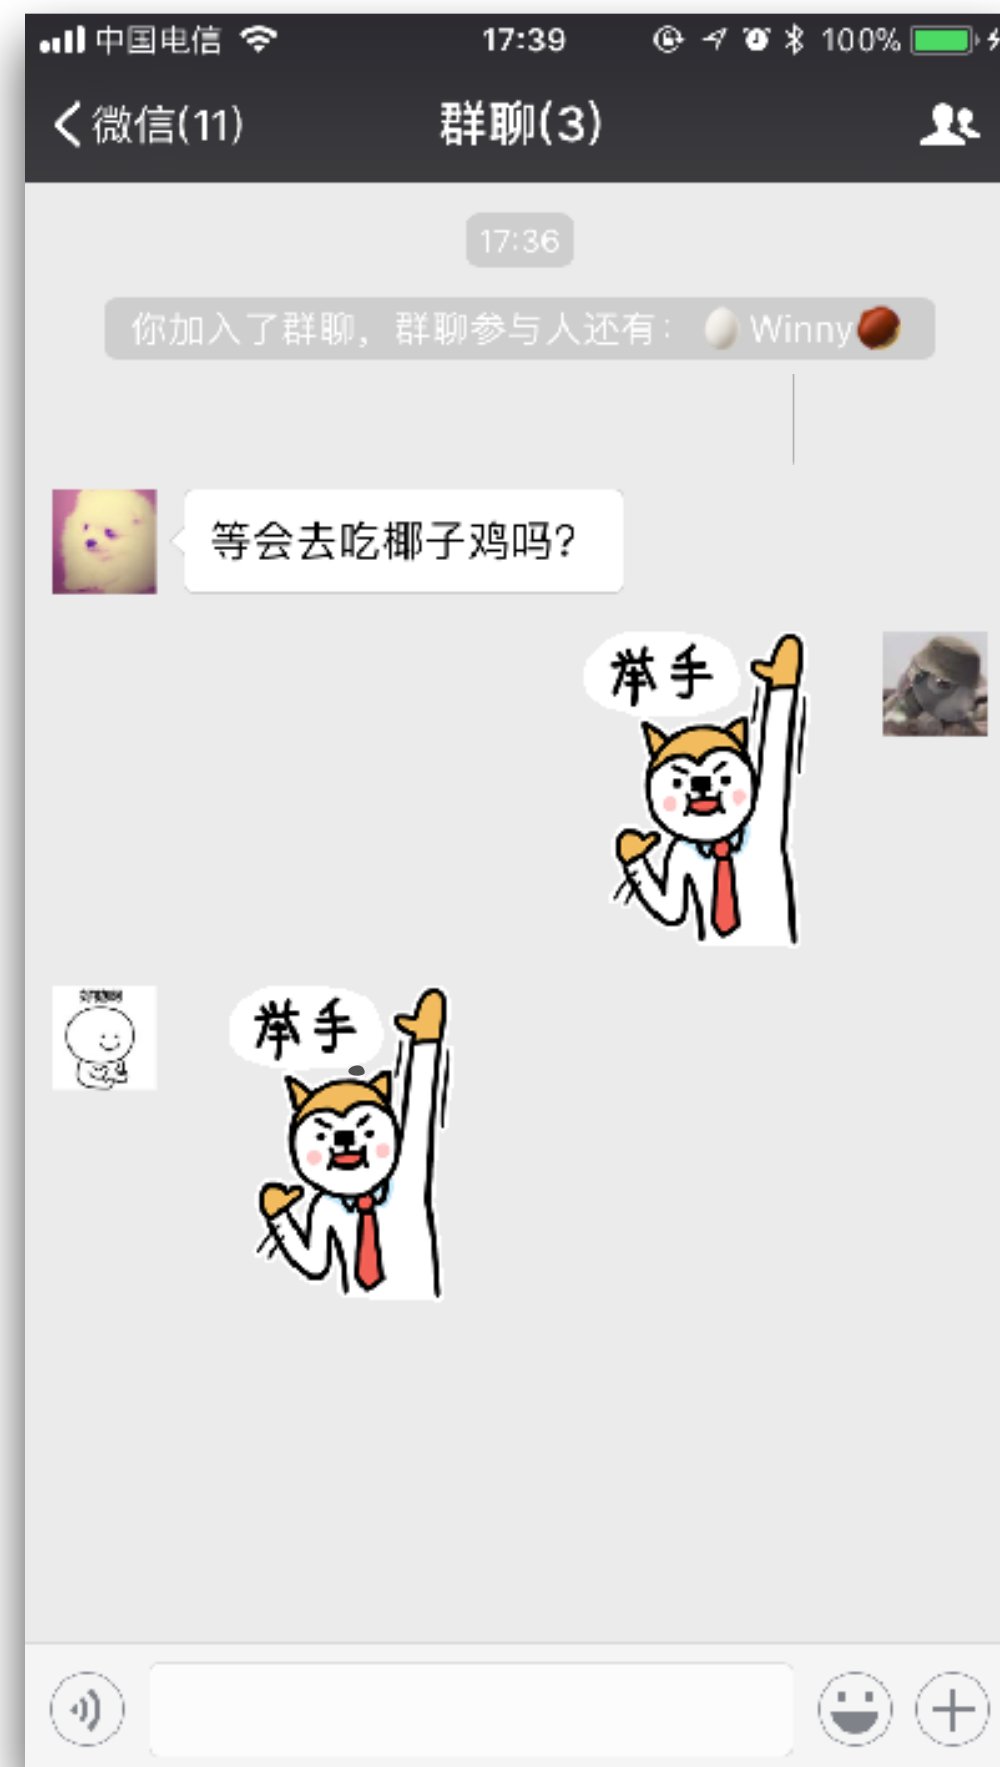 中国电信 17:39 100%
微信(11) 群聊(3)
17:36
你加入了群聊，群聊参与人还有： Winny
等会去吃椰子鸡吗？
举手
举手